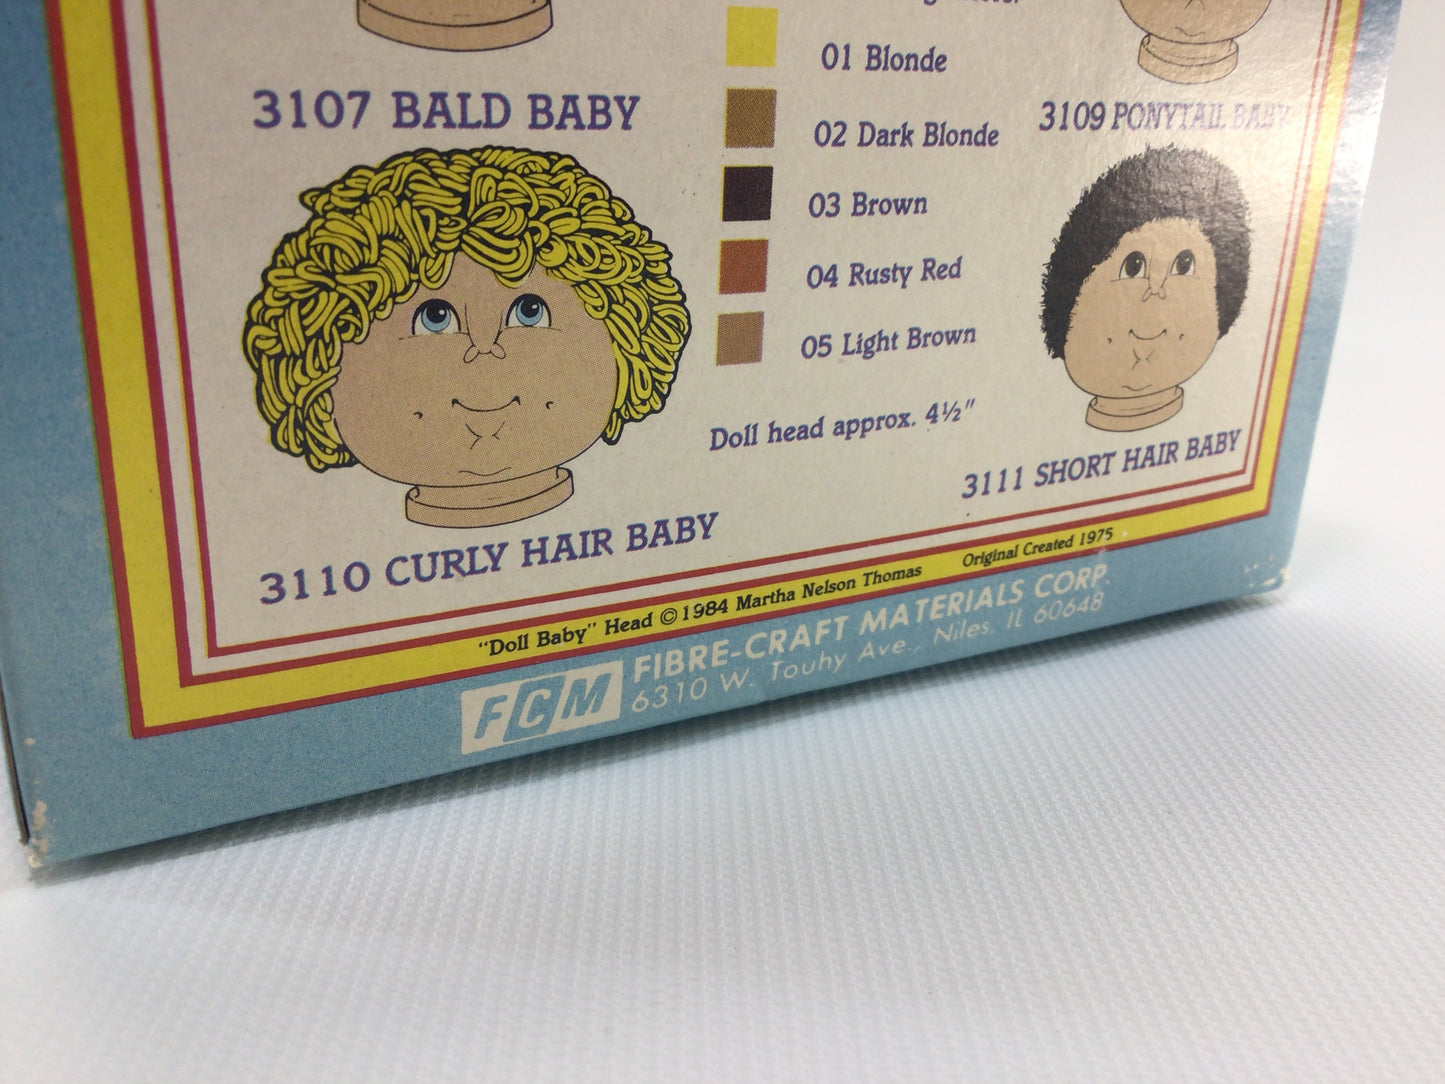 3107 BALD BABY
01 Blonde
02 Dark Blonde
03 Brown
04 Rusty Red
05 Light Brown
Doll head approx. 4½"
3109 PONYTAIL BABY
3110 CURLY HAIR BABY
3111 SHORT HAIR BABY
"Doll Baby" Head © 1984 Martha Nelson Thomas Original Created 1975
FCM
FIBRE-CRAFT MATERIALS CORP.
6310 W. Touhy Ave., Niles, IL 60648